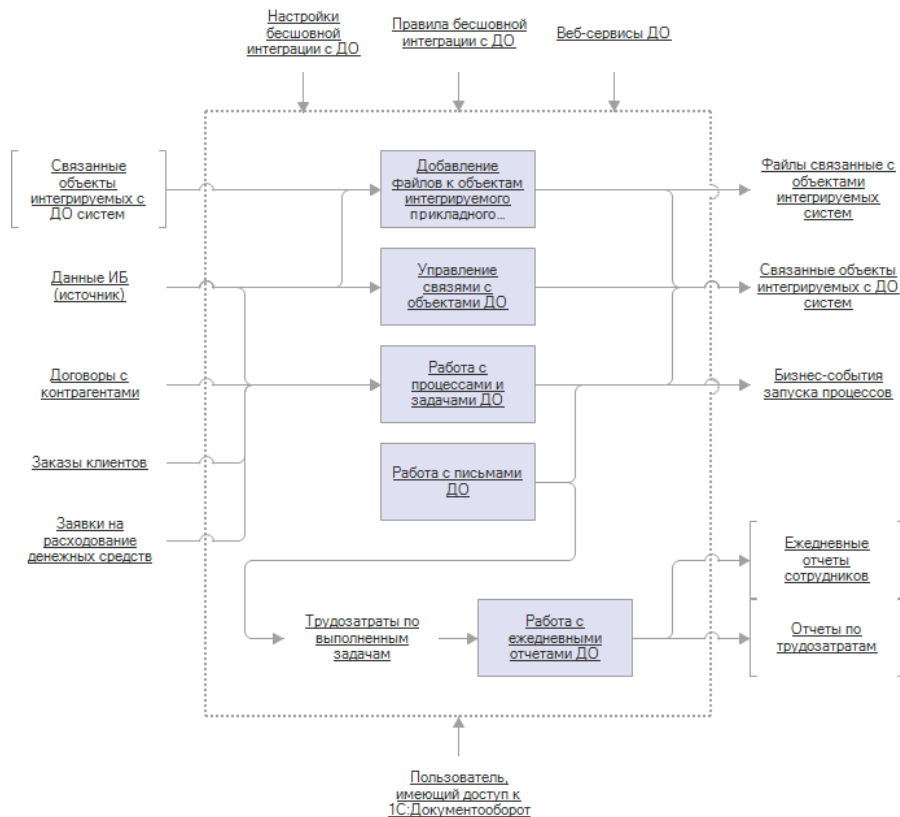 Настройки
бесшовной
интеграции с ДО
Правила бесшовной
интеграции с ДО
Веб-сервисы ДО
Связанные
объекты
интегрируемых с
ДО систем
Добавление
файлов к объектам
интегрируемого
прикладного...
Файлы связанные с
объектами
интегрируемых
систем
Данные ИБ
(источник)
Управление
связями с
объектами ДО
Связанные объекты
интегрируемых с ДО
систем
Договоры с
контрагентами
Работа с
процессами и
задачами ДО
Бизнес-события
запуска процессов
Заказы клиентов
Работа с письмами
ДО
Заявки на
расходование
денежных средств
Ежедневные
отчеты
сотрудников
Трудозатраты по
выполненным
задачам
Работа с
ежедневными
отчетами ДО
Отчеты по
трудозатратам
Пользователь,
имеющий доступ к
1С:Документооборот